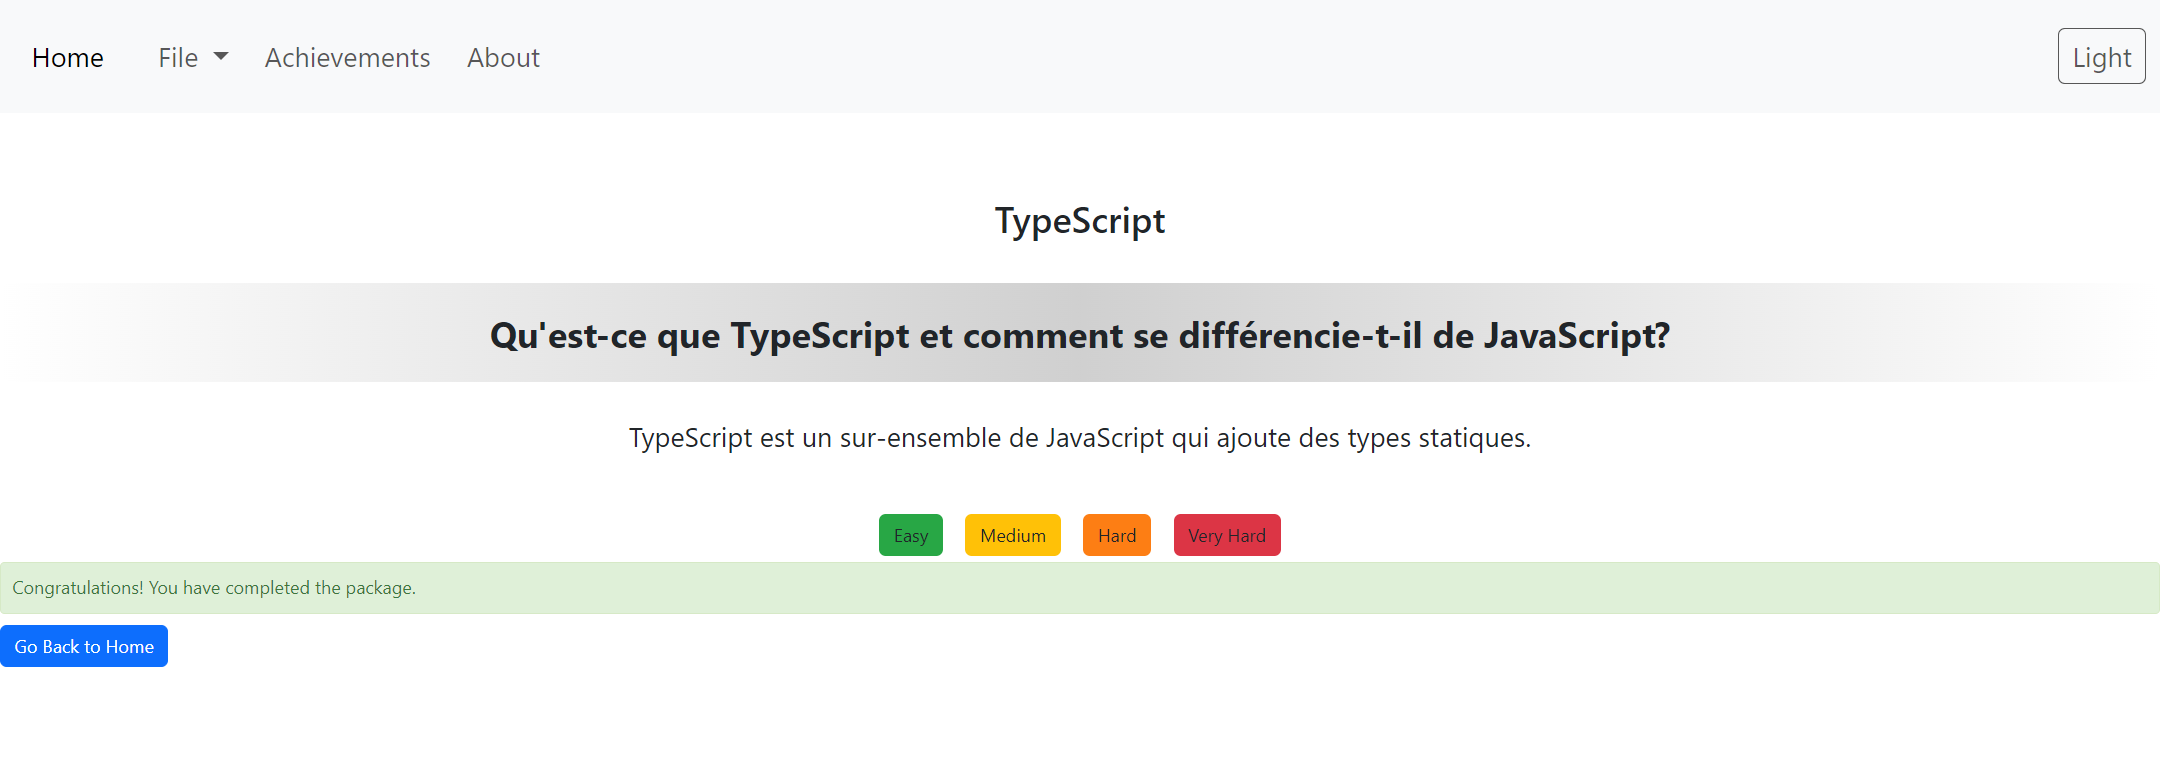 Home File Achievements About Light
TypeScript
Qu'est-ce que TypeScript et comment se différencie-t-il de JavaScript?
TypeScript est un sur-ensemble de JavaScript qui ajoute des types statiques.
Easy Medium Hard Very Hard
Congratulations! You have completed the package.
Go Back to Home